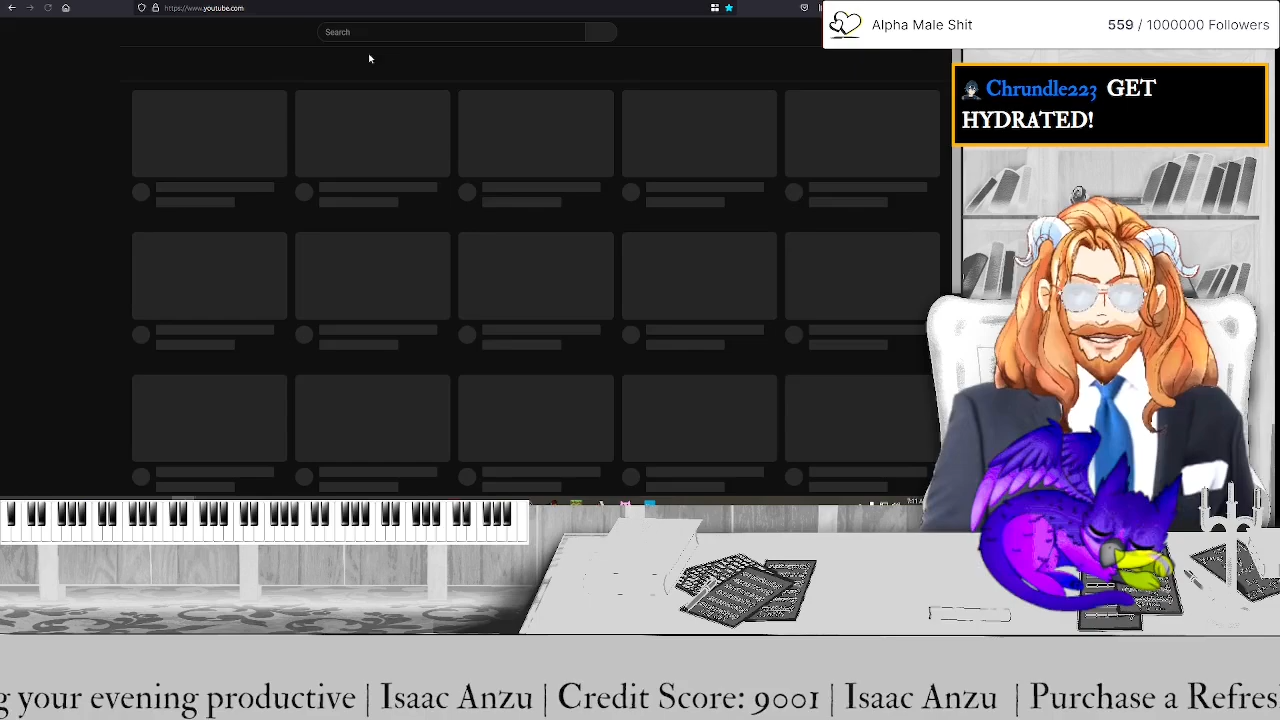 https://www.youtube.com
Search
Alpha Male Shit 559 / 1000000 Followers
Chrundle223 GET
HYDRATED!
g your evening productive | Isaac Anzu | Credit Score: 9001 | Isaac Anzu | Purchase a Refres